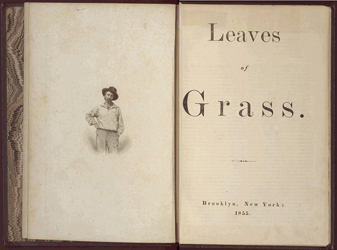 Leaves
of
Grass.
Brooklyn, New York:
1855.